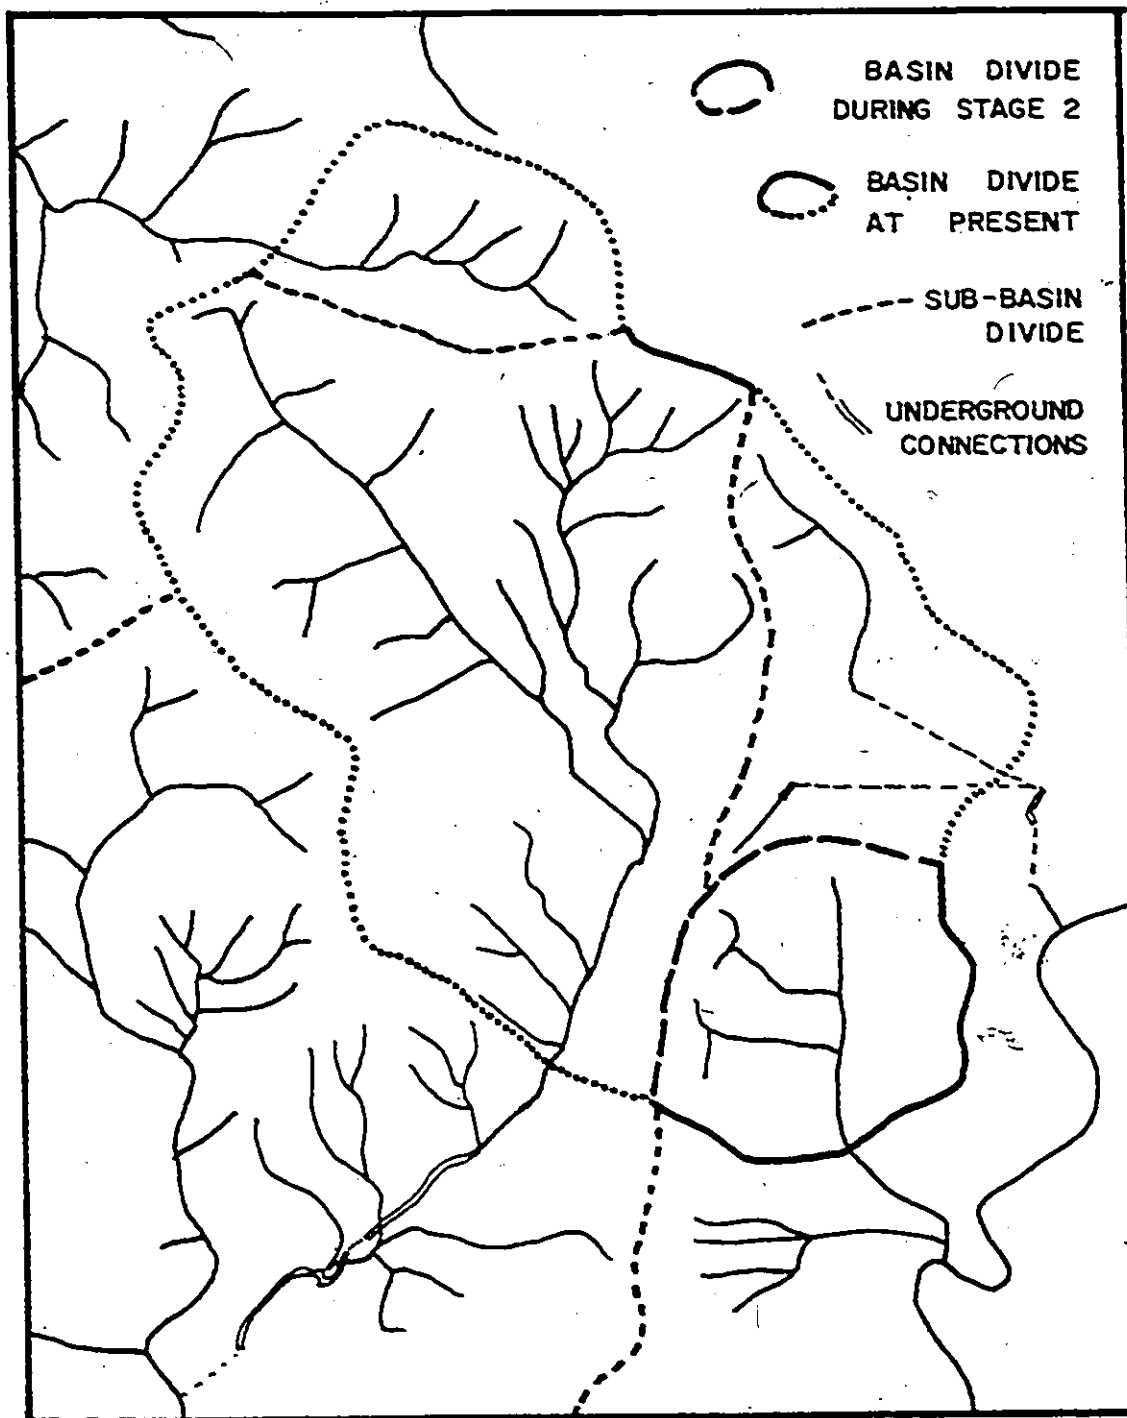 BASIN DIVIDE
DURING STAGE 2
BASIN DIVIDE
AT PRESENT
SUB-BASIN
DIVIDE
UNDERGROUND
CONNECTIONS